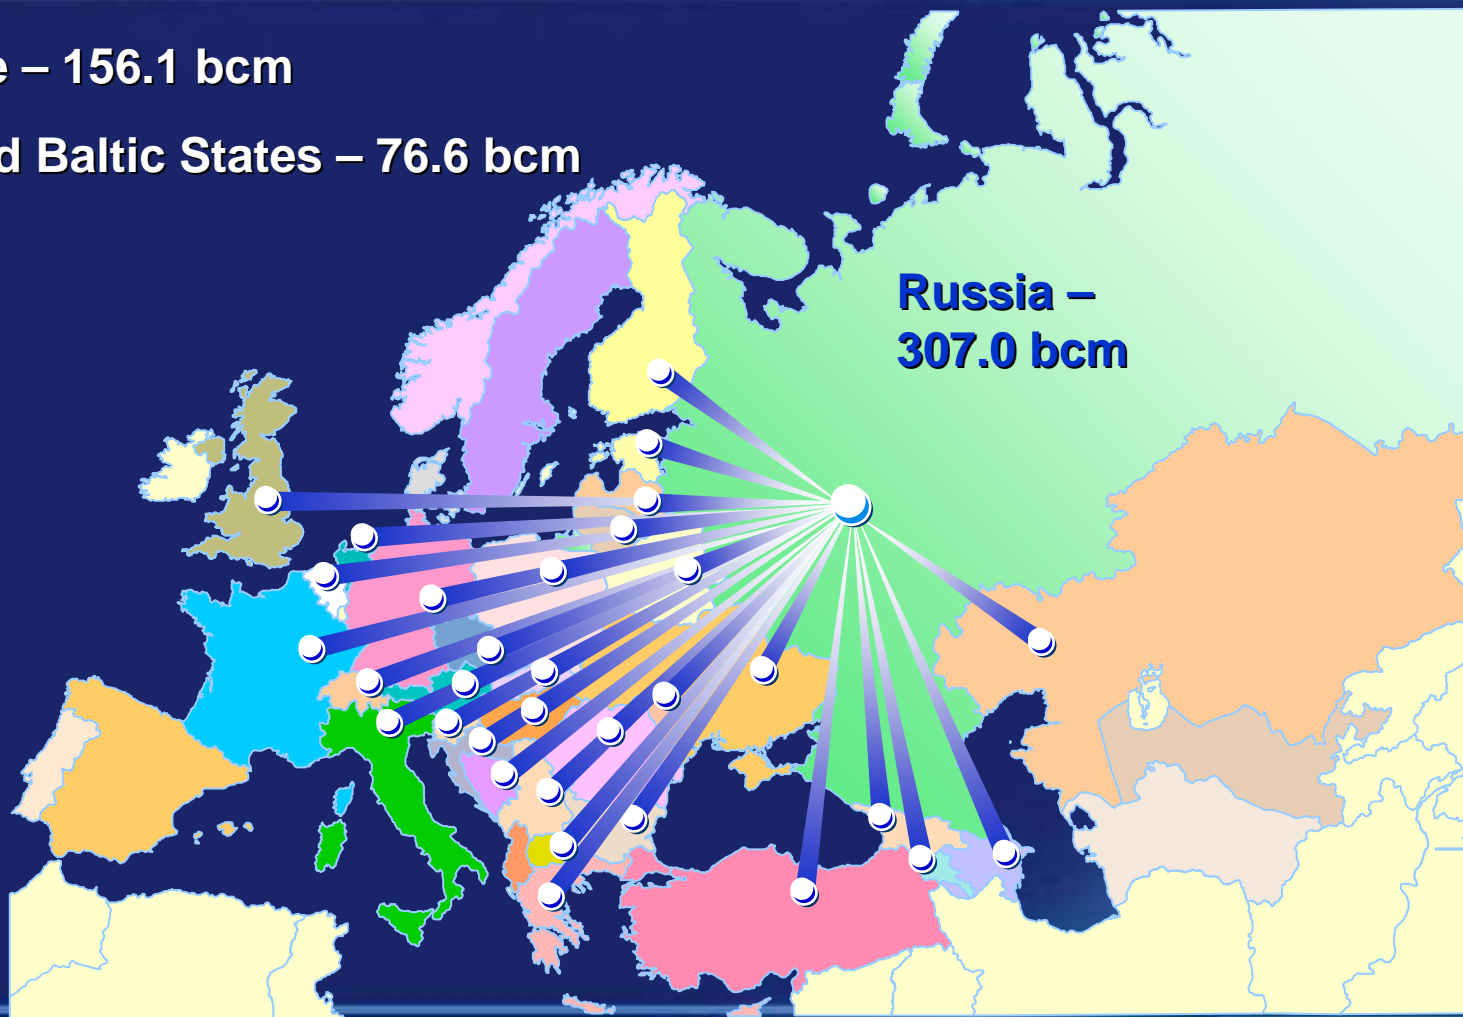 e – 156.1 bcm
d Baltic States – 76.6 bcm
Russia –
307.0 bcm